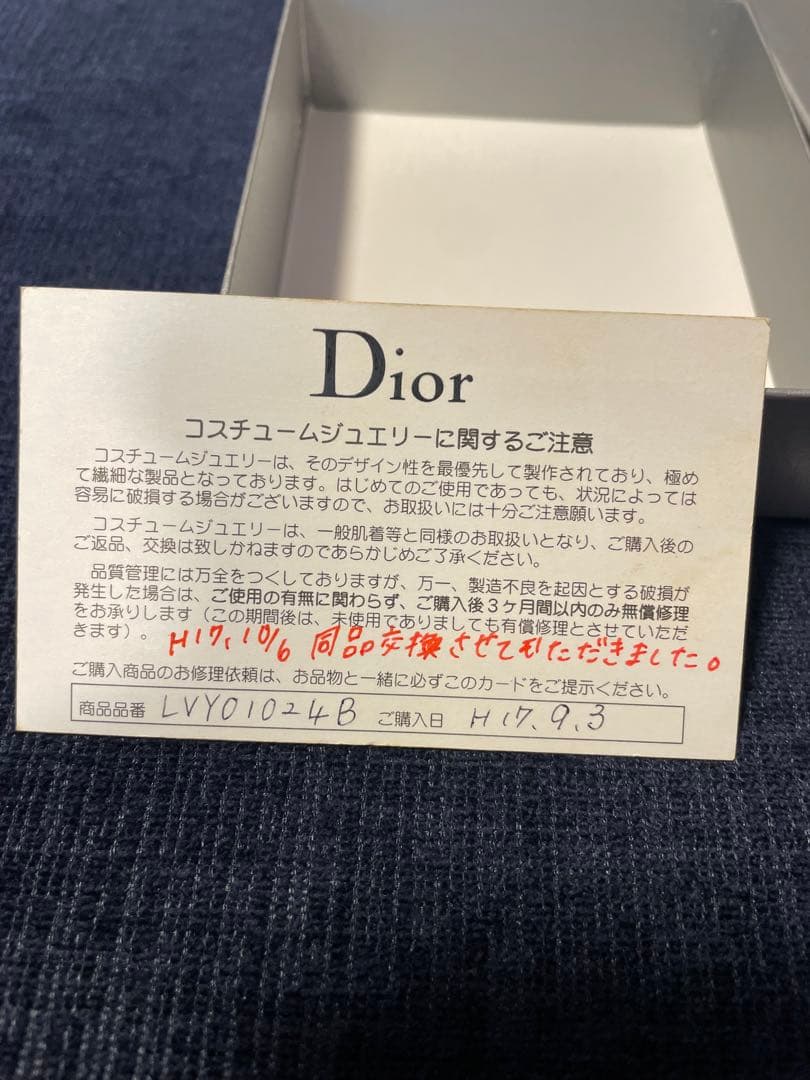 Dior
コスチュームジュエリーに関するご注意
コスチュームジュエリーは、そのデザイン性を最優先して製作されており、極め
て繊細な製品となっております。はじめてのご使用であっても、状況によっては
容易に破損する場合がございますので、お取扱いには十分ご注意願います。
コスチュームジュエリーは、一般肌着等と同様のお取扱いとなり、ご購入後の
ご返品、交換は致しかねますのであらかじめご了承ください。
品質管理には万全をつくしておりますが、万一、製造不良を起因とする破損が
発生した場合は、ご使用の有無に関わらず、ご購入後３ヶ月間以内のみ無償修理
をお承りします（この期間後は、未使用でありましても有償修理とさせていただ
きます）。
H17.10/6 同品交換させていただきました。
ご購入商品のお修理依頼は、お品物と一緒に必ずこのカードをご提示ください。
商品品番 LVY01024B ご購入日 H17.9.3